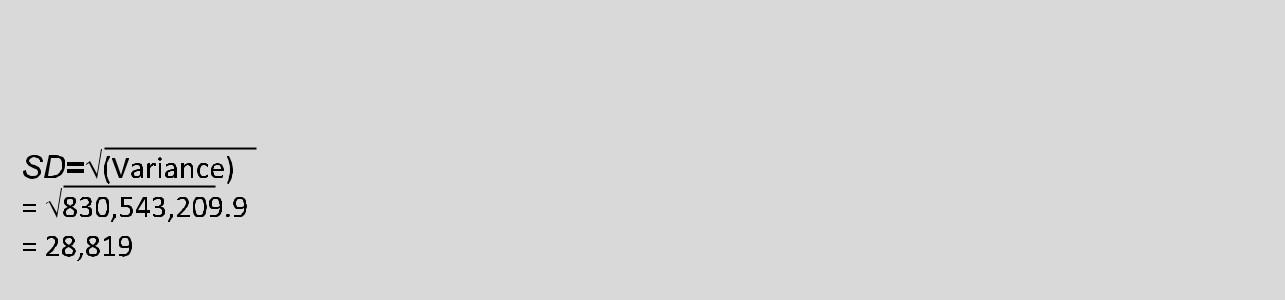 SD=√(Variance)
= √830,543,209.9
= 28,819